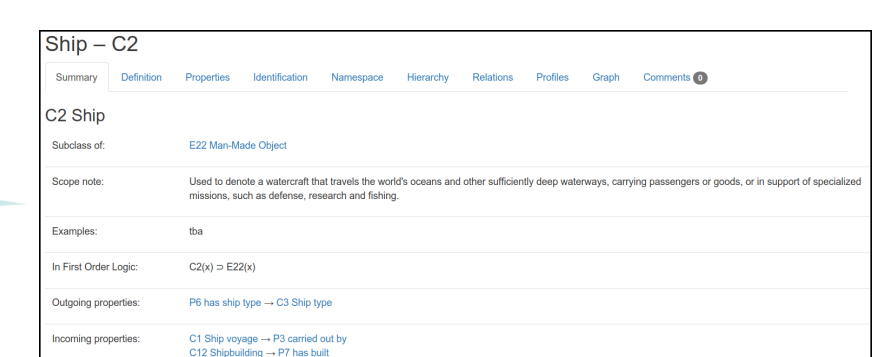 Ship – C2
Summary Definition Properties Identification Namespace Hierarchy Relations Profiles Graph Comments 0
C2 Ship
Subclass of: E22 Man-Made Object
Scope note: Used to denote a watercraft that travels the world's oceans and other sufficiently deep waterways, carrying passengers or goods, or in support of specialized
missions, such as defense, research and fishing.
Examples: tba
In First Order Logic: C2(x) ⊃ E22(x)
Outgoing properties: P6 has ship type → C3 Ship type
Incoming properties: C1 Ship voyage → P3 carried out by
C12 Shipbuilding → P7 has built